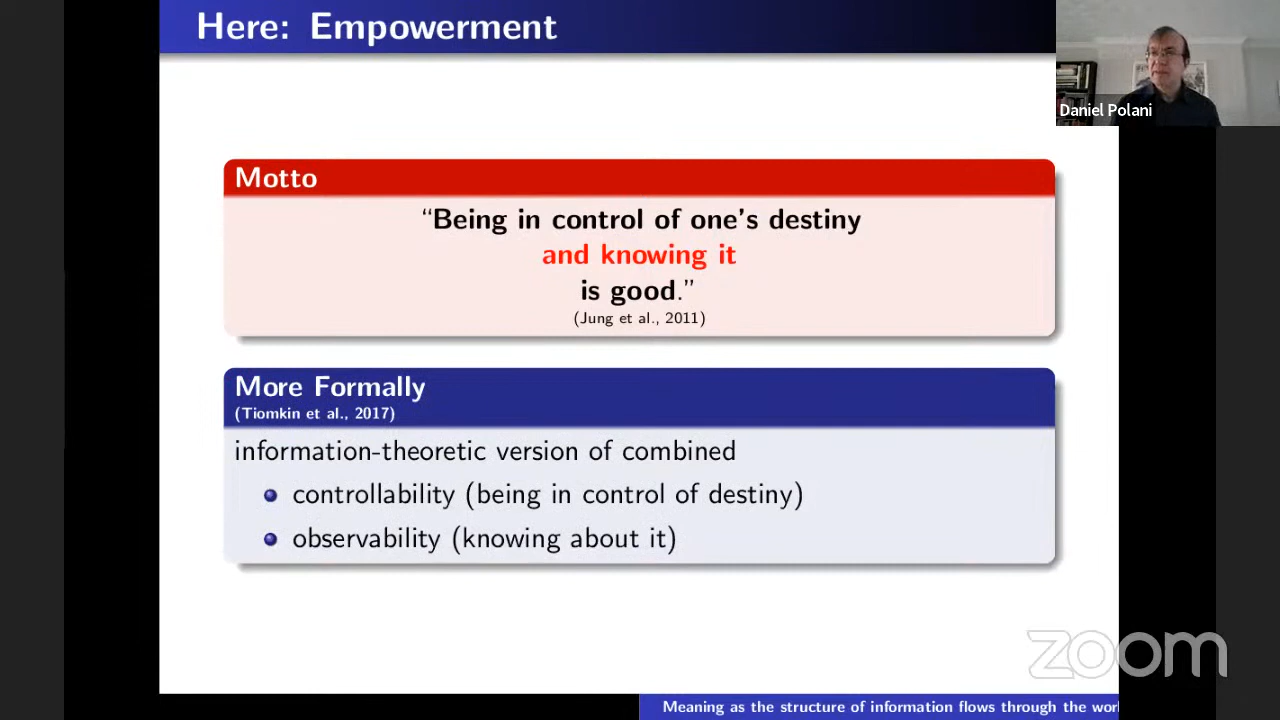 Here: Empowerment
Daniel Polani
Motto
“Being in control of one’s destiny
and knowing it
is good.”
(Jung et al., 2011)
More Formally
(Tiomkin et al., 2017)
information-theoretic version of combined
controllability (being in control of destiny)
observability (knowing about it)
zoom
Meaning as the structure of information flows through the wor